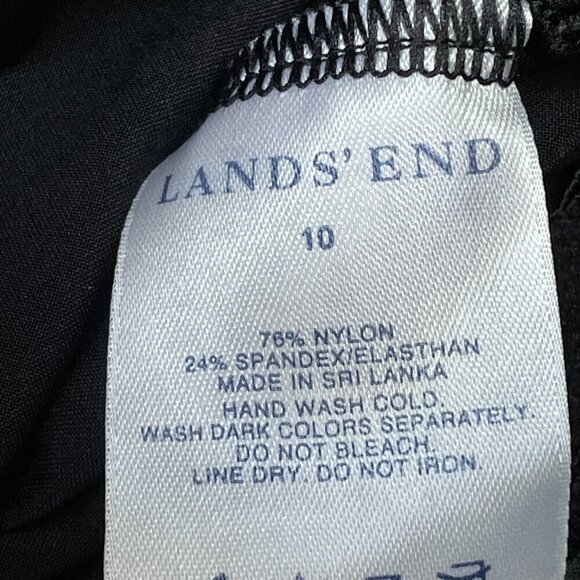 LANDS' END
10
76% NYLON
24% SPANDEX/ELASTHAN
MADE IN SRI LANKA
HAND WASH COLD.
WASH DARK COLORS SEPARATELY.
DO NOT BLEACH.
LINE DRY. DO NOT IRON.